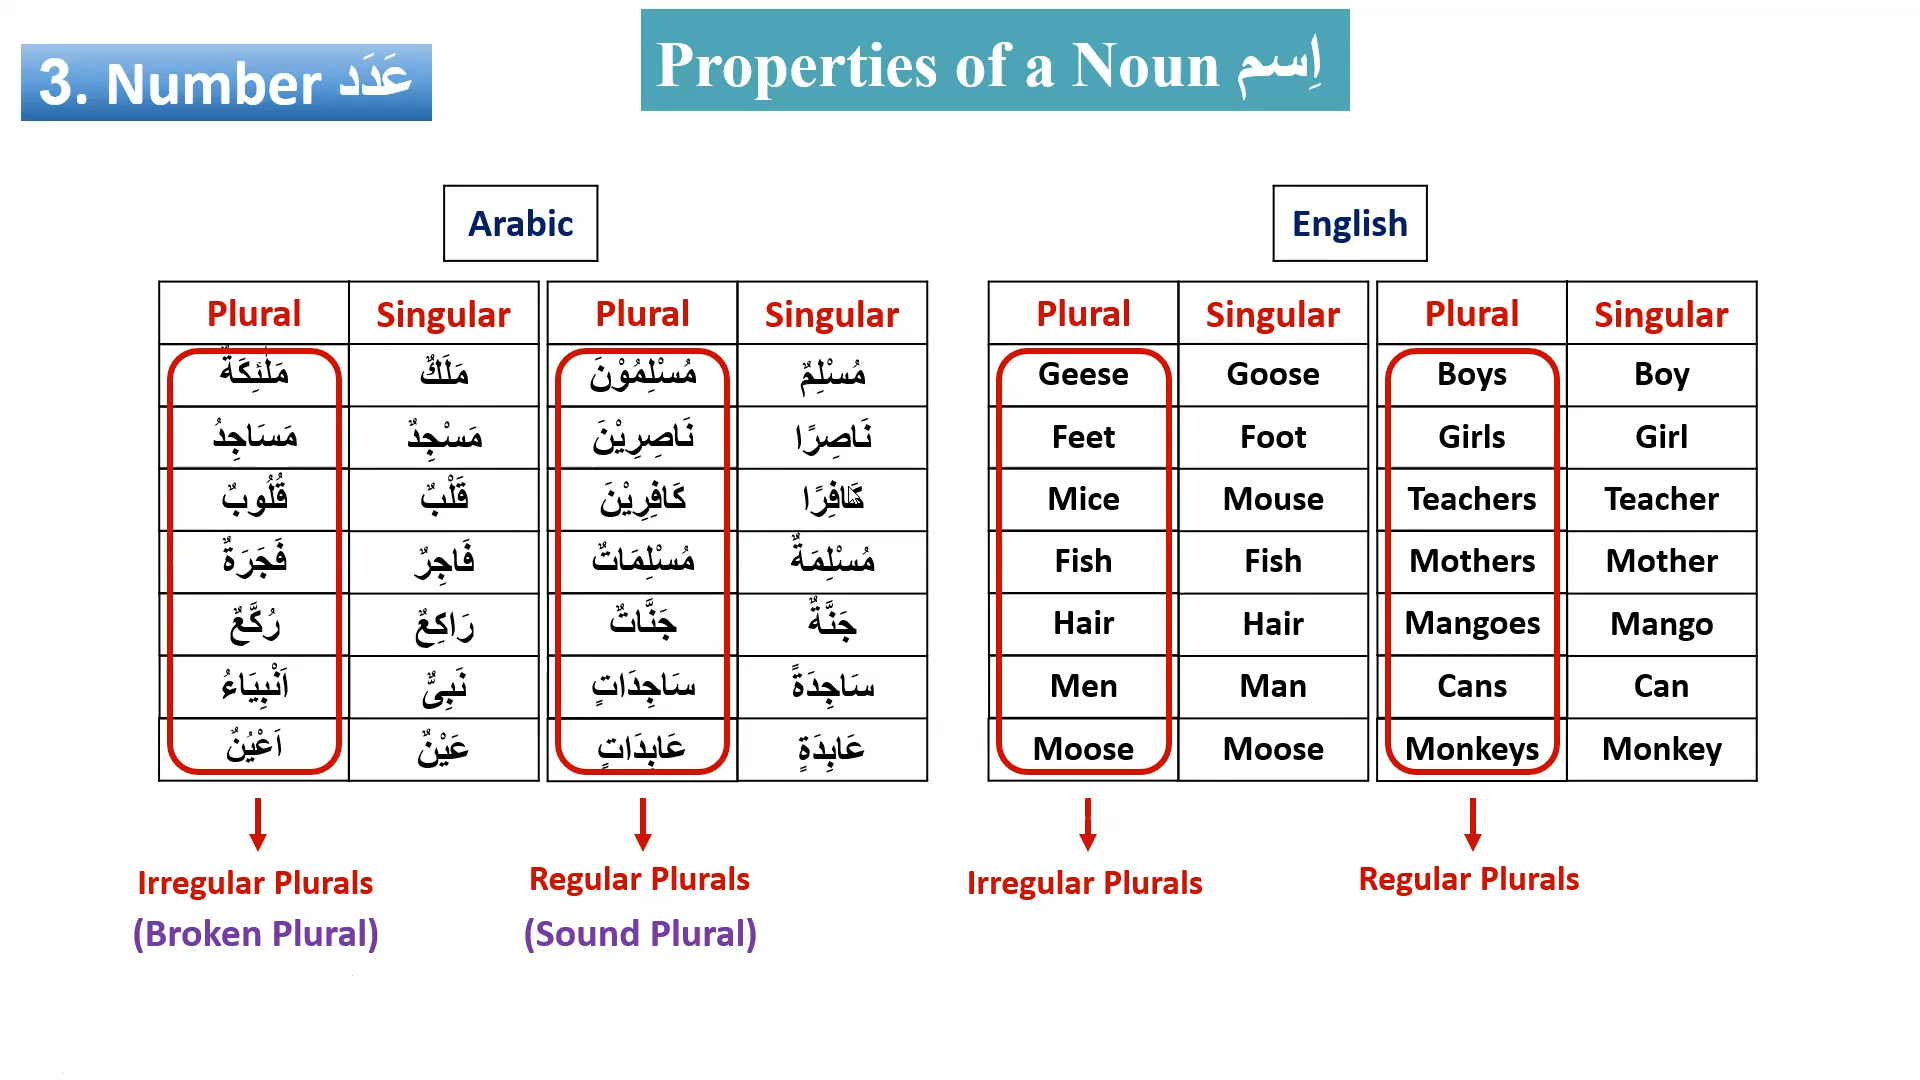 Properties of a Noun اِسم
3. Number عَدَد
Arabic
English
Plural Singular Plural Singular Plural Singular Plural Singular
مَلٰئِكَةٌ مَلَكٌ مُسْلِمُوْنَ مُسْلِمٌ Geese Goose Boys Boy
مَسَاجِدُ مَسْجِدٌ نَاصِرِيْنَ نَاصِرًا Feet Foot Girls Girl
قُلُوبٌ قَلْبٌ كَافِرِيْنَ كَافِرًا Mice Mouse Teachers Teacher
فَجَرَةٌ فَاجِرٌ مُسْلِمَاتٌ مُسْلِمَةٌ Fish Fish Mothers Mother
رُكَّعٌ رَاكِعٌ جَنَّاتٌ جَنَّةٌ Hair Hair Mangoes Mango
اَنْبِيَاءُ نَبِىٌّ سَاجِدَاتٍ سَاجِدَةً Men Man Cans Can
اَعْيُنٌ عَيْنٌ عَابِدَاتٍ عَابِدَةٍ Moose Moose Monkeys Monkey
Irregular Plurals Regular Plurals Irregular Plurals Regular Plurals
(Broken Plural) (Sound Plural)